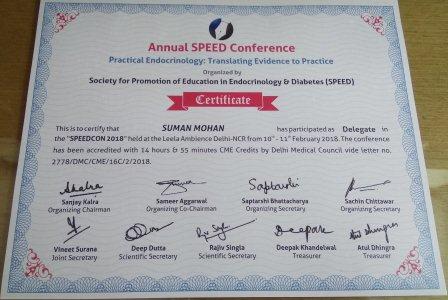 Annual SPEED Conference
Practical Endocrinology: Translating Evidence to Practice
Organized by
Society for Promotion of Education in Endocrinology & Diabetes (SPEED)
Certificate
This is to certify that SUMAN MOHAN has participated as Delegate in
the "SPEEDCON 2018" held at the Leela Ambience Delhi-NCR from 10th - 11th February 2018. The conference
has been accredited with 14 hours & 55 minutes CME Credits by Delhi Medical Council vide letter no.
2778/DMC/CME/16C/2/2018.
Saptarshi
Sanjay Kalra Sameer Aggarwal Saptarshi Bhattacharya Sachin Chittawar
Organizing Chairman Organizing Co-Chairman Organizing Secretary Organizing Secretary
Deepak Atul Dhingra
Vineet Surana Deep Dutta Rajiv Singla Deepak Khandelwal Atul Dhingra
Joint Secretary Scientific Secretary Scientific Secretary Treasurer Treasurer